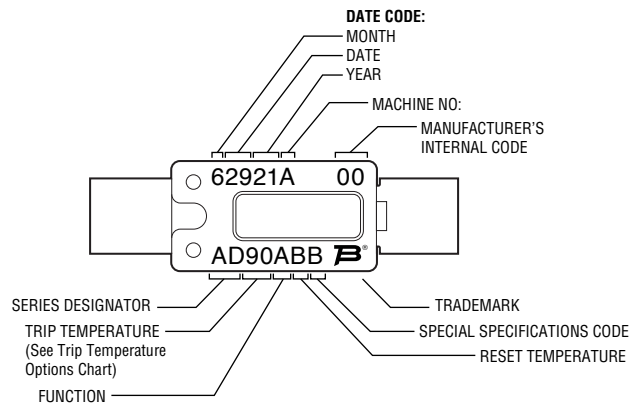 DATE CODE:
MONTH
DATE
YEAR
MACHINE NO:
MANUFACTURER'S
INTERNAL CODE
62921A 00
AD90ABB ®
SERIES DESIGNATOR
TRADEMARK
TRIP TEMPERATURE
(See Trip Temperature
Options Chart)
SPECIAL SPECIFICATIONS CODE
RESET TEMPERATURE
FUNCTION